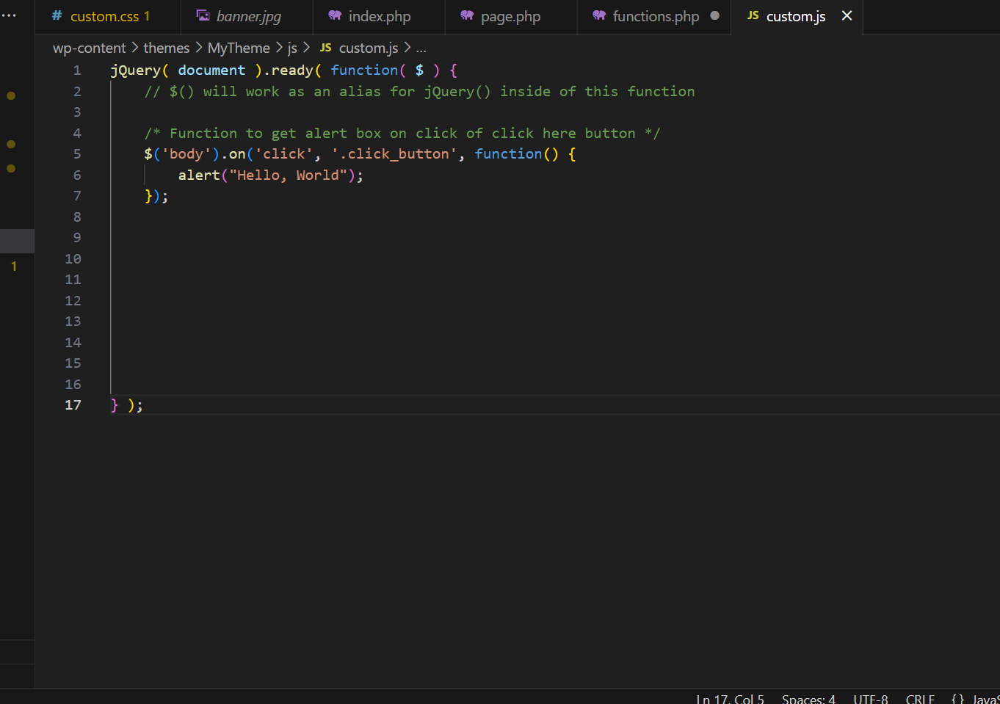 ... # custom.css 1 banner.jpg index.php page.php functions.php JS custom.js
wp-content > themes > MyTheme > js > JS custom.js > ...
1 jQuery( document ).ready( function( $ ) {
2 // $() will work as an alias for jQuery() inside of this function
3
4 /* Function to get alert box on click of click here button */
5 $('body').on('click', '.click_button', function() {
6 alert("Hello, World");
7 });
8
9
10
1
11
12
13
14
15
16
17 } );
Ln 17, Col 5 Spaces: 4 UTF-8 CRLF {} JavaS